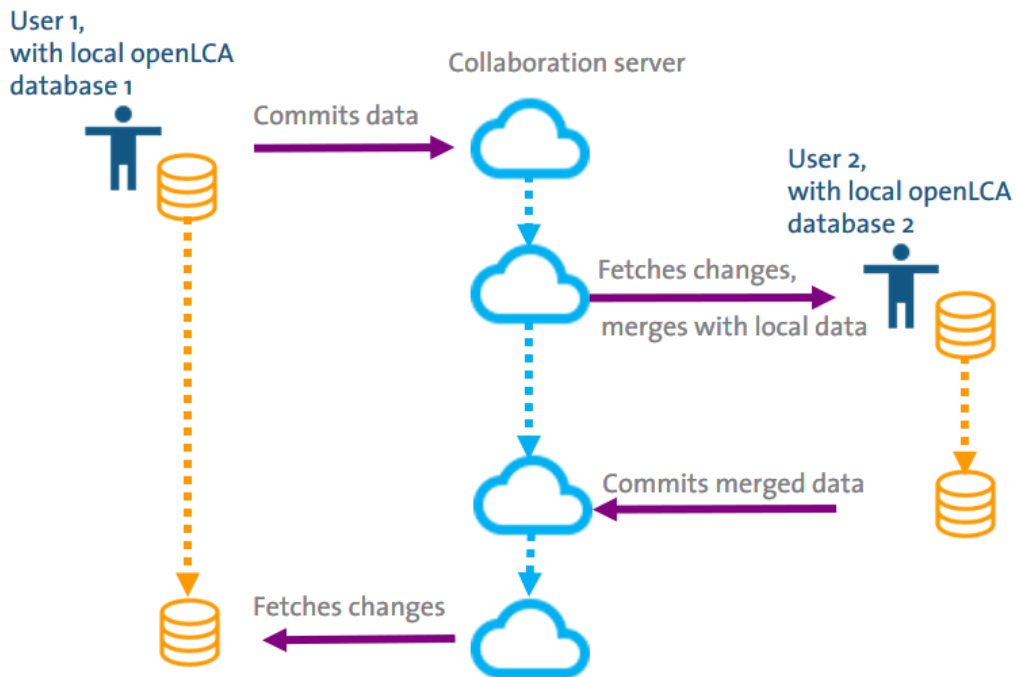 User 1,
with local openLCA
database 1
Collaboration server
Commits data
User 2,
with local openLCA
database 2
Fetches changes,
merges with local data
Commits merged data
Fetches changes